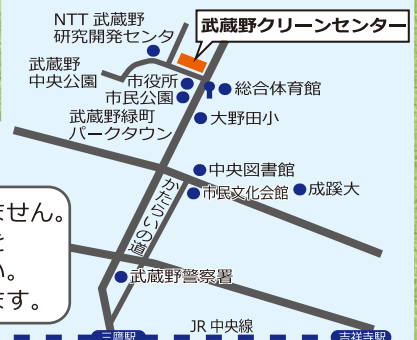 NTT 武蔵野
研究開発センタ
武蔵野クリーンセンター
武蔵野
中央公園
市役所
市民公園
総合体育館
武蔵野緑町
パークタウン
大野田小
中央図書館
かたらいの道
市民文化会館
成蹊大
ません。
を
い。
ます。
武蔵野警察署
JR 中央線
三鷹駅
吉祥寺駅